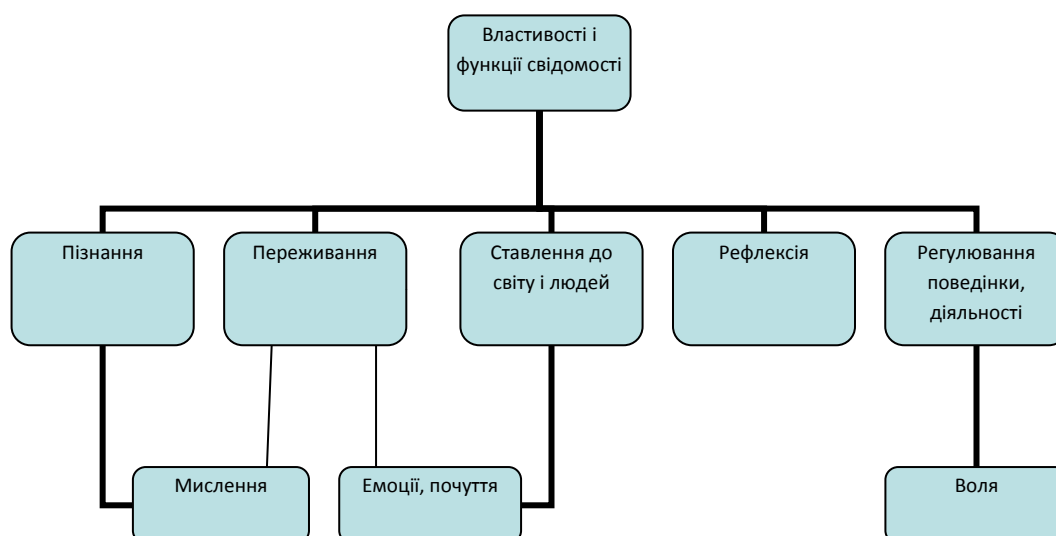 Властивості і
функції свідомості
Пізнання
Переживання
Ставлення до
світу і людей
Рефлексія
Регулювання
поведінки,
діяльності
Мислення
Емоції, почуття
Воля